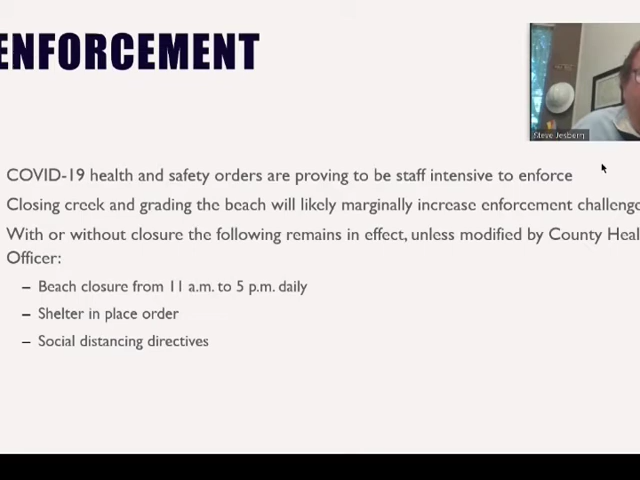 ENFORCEMENT
Steve Jesberg
COVID-19 health and safety orders are proving to be staff intensive to enforce
Closing creek and grading the beach will likely marginally increase enforcement challenge
With or without closure the following remains in effect, unless modified by County Heal
Officer:
– Beach closure from 11 a.m. to 5 p.m. daily
– Shelter in place order
– Social distancing directives